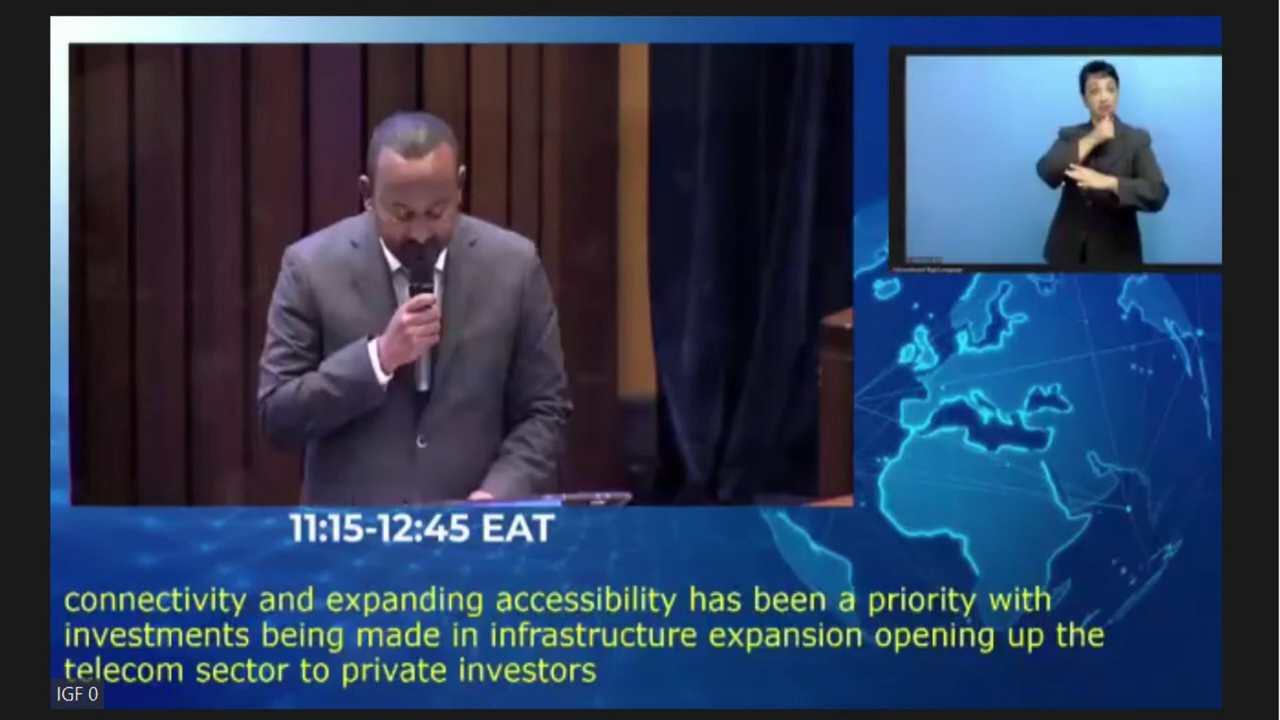 11:15-12:45 EAT
connectivity and expanding accessibility has been a priority with
investments being made in infrastructure expansion opening up the
telecom sector to private investors
IGF 0